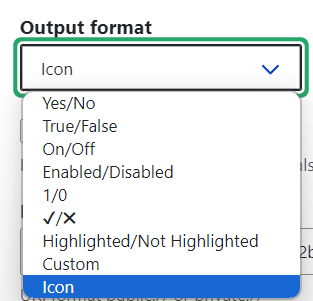 Output format
Icon
Yes/No
True/False
On/Off
Enabled/Disabled
1/0
✓/✕
Highlighted/Not Highlighted
Custom
Icon